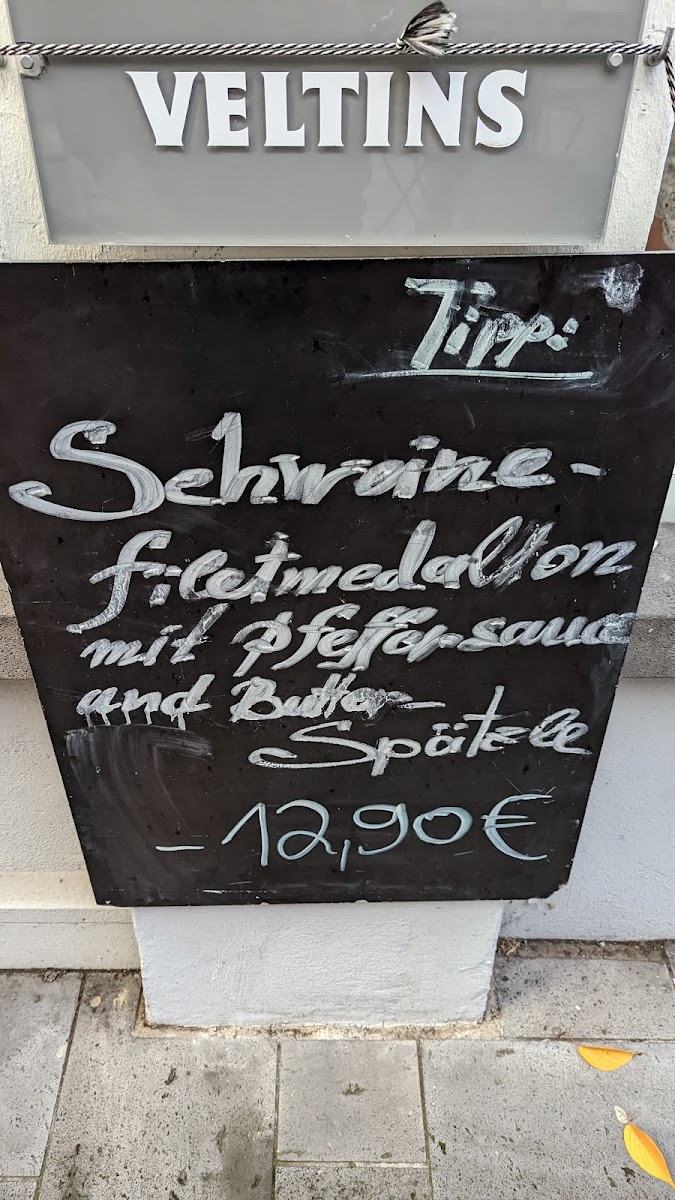 VELTINS
Tipp:
Schweine-
filetmedallion
mit Pfeffersauce
und Butter-
Spätzle
- 12,90€